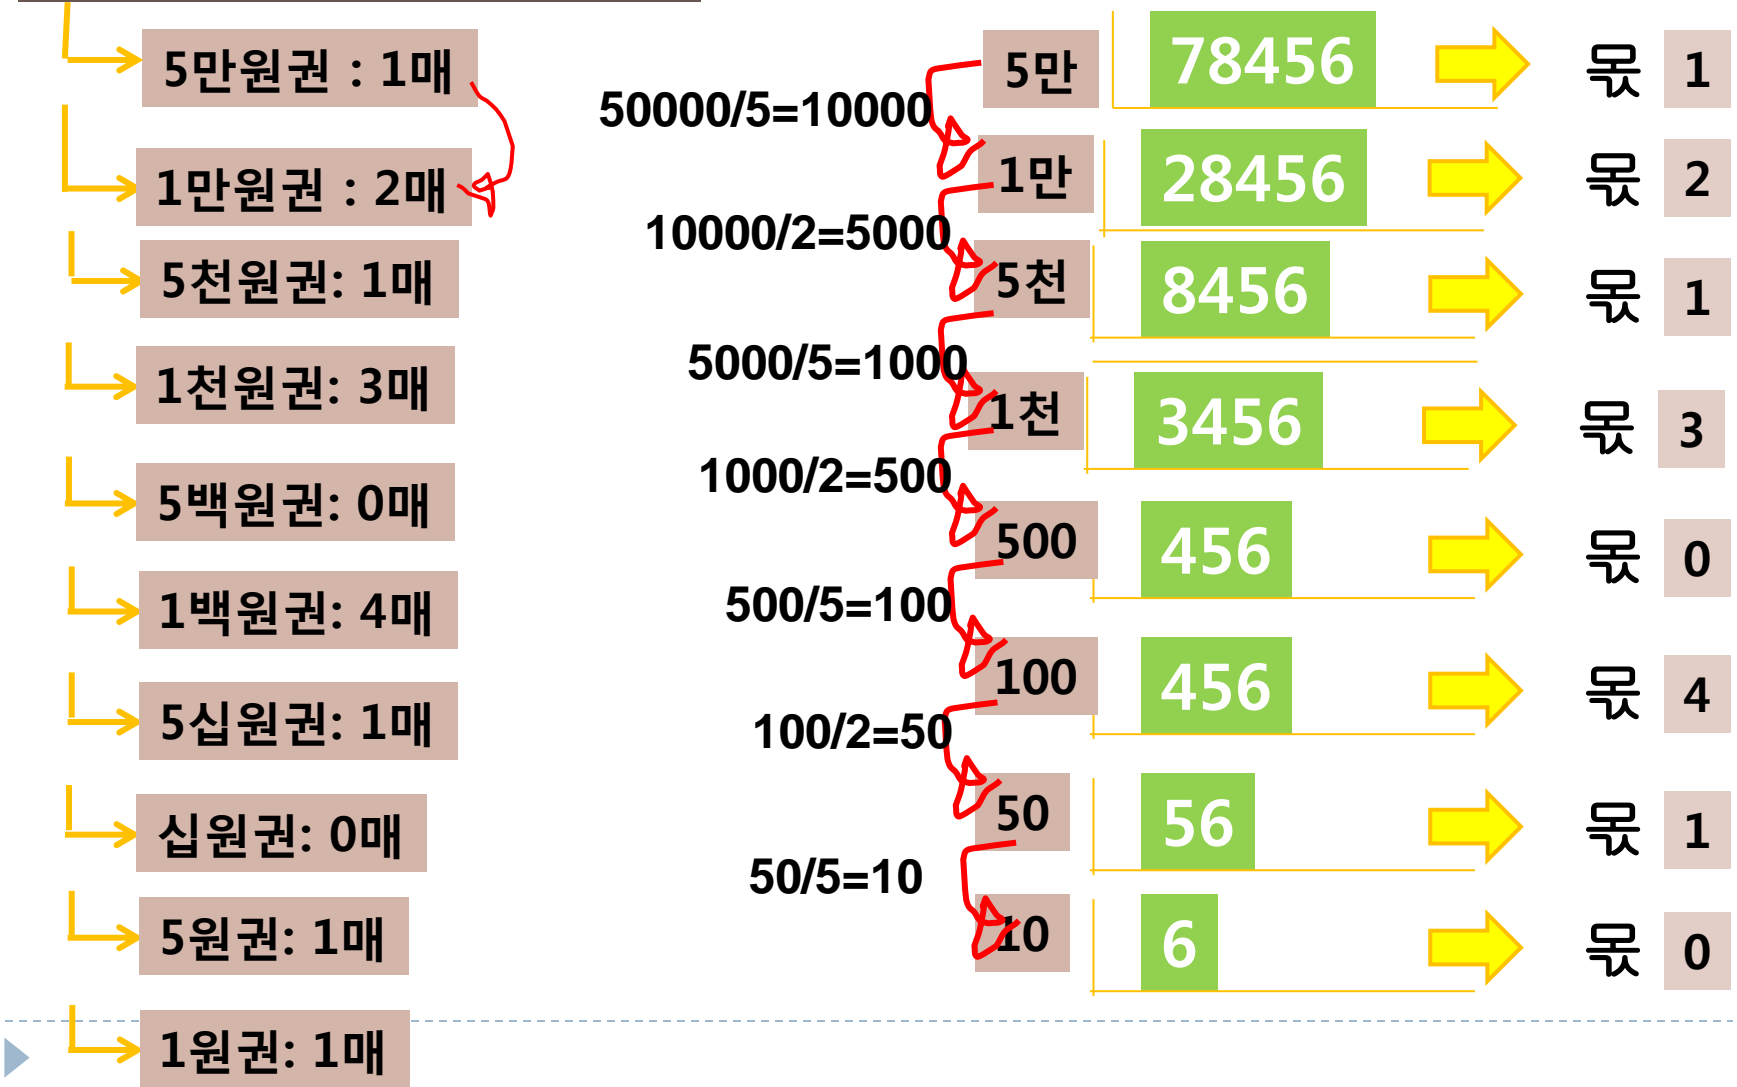 5만원권 : 1매
1만원권 : 2매
5천원권: 1매
1천원권: 3매
5백원권: 0매
1백원권: 4매
5십원권: 1매
십원권: 0매
5원권: 1매
1원권: 1매
50000/5=10000
10000/2=5000
5000/5=1000
1000/2=500
500/5=100
100/2=50
50/5=10
5만 78456 몫 1
1만 28456 몫 2
5천 8456 몫 1
1천 3456 몫 3
500 456 몫 0
100 456 몫 4
50 56 몫 1
10 6 몫 0